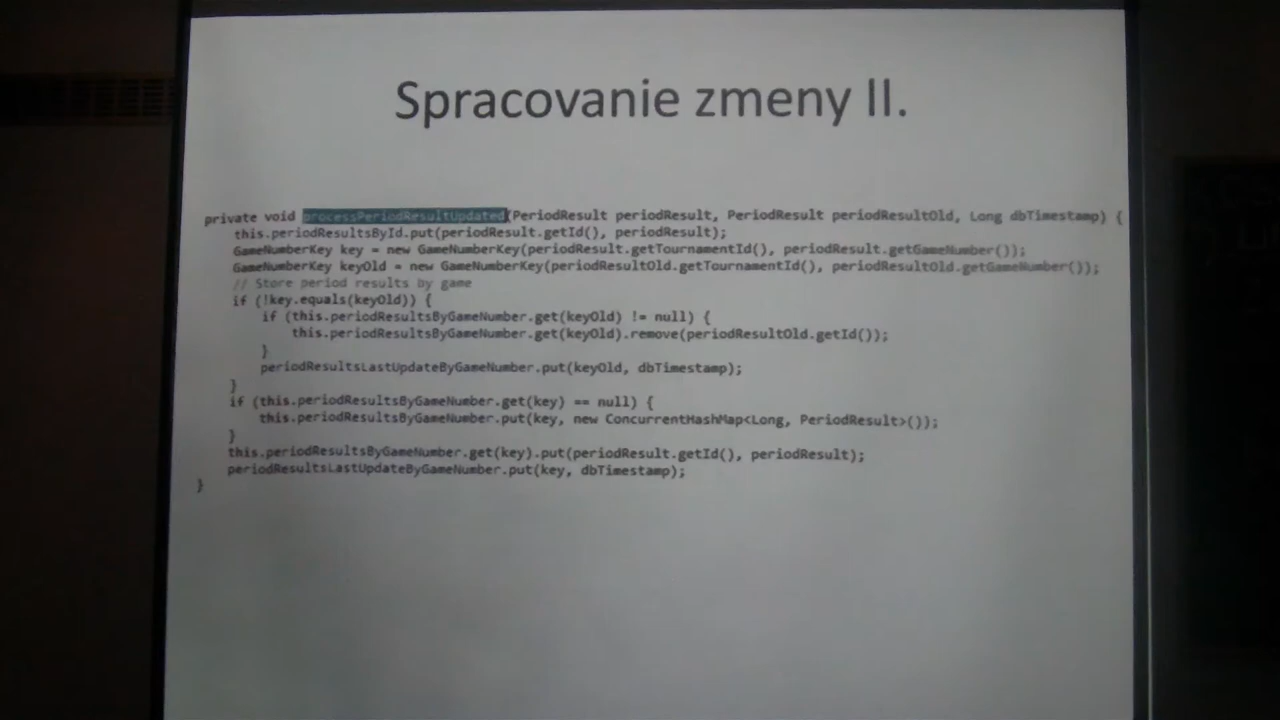 Spracovanie zmeny II.
private void processPeriodResultUpdated(PeriodResult periodResult, PeriodResult periodResultOld, Long dbTimestamp) {
this.periodResultsById.put(periodResult.getId(), periodResult);
GameNumberKey key = new GameNumberKey(periodResult.getTournamentId(), periodResult.getGameNumber());
GameNumberKey keyOld = new GameNumberKey(periodResultOld.getTournamentId(), periodResultOld.getGameNumber());
// Store period results by game
if (!key.equals(keyOld)) {
if (this.periodResultsByGameNumber.get(keyOld) != null) {
this.periodResultsByGameNumber.get(keyOld).remove(periodResultOld.getId());
}
periodResultsLastUpdateByGameNumber.put(keyOld, dbTimestamp);
}
if (this.periodResultsByGameNumber.get(key) == null) {
this.periodResultsByGameNumber.put(key, new ConcurrentHashMap<Long, PeriodResult>());
}
this.periodResultsByGameNumber.get(key).put(periodResult.getId(), periodResult);
periodResultsLastUpdateByGameNumber.put(key, dbTimestamp);
}